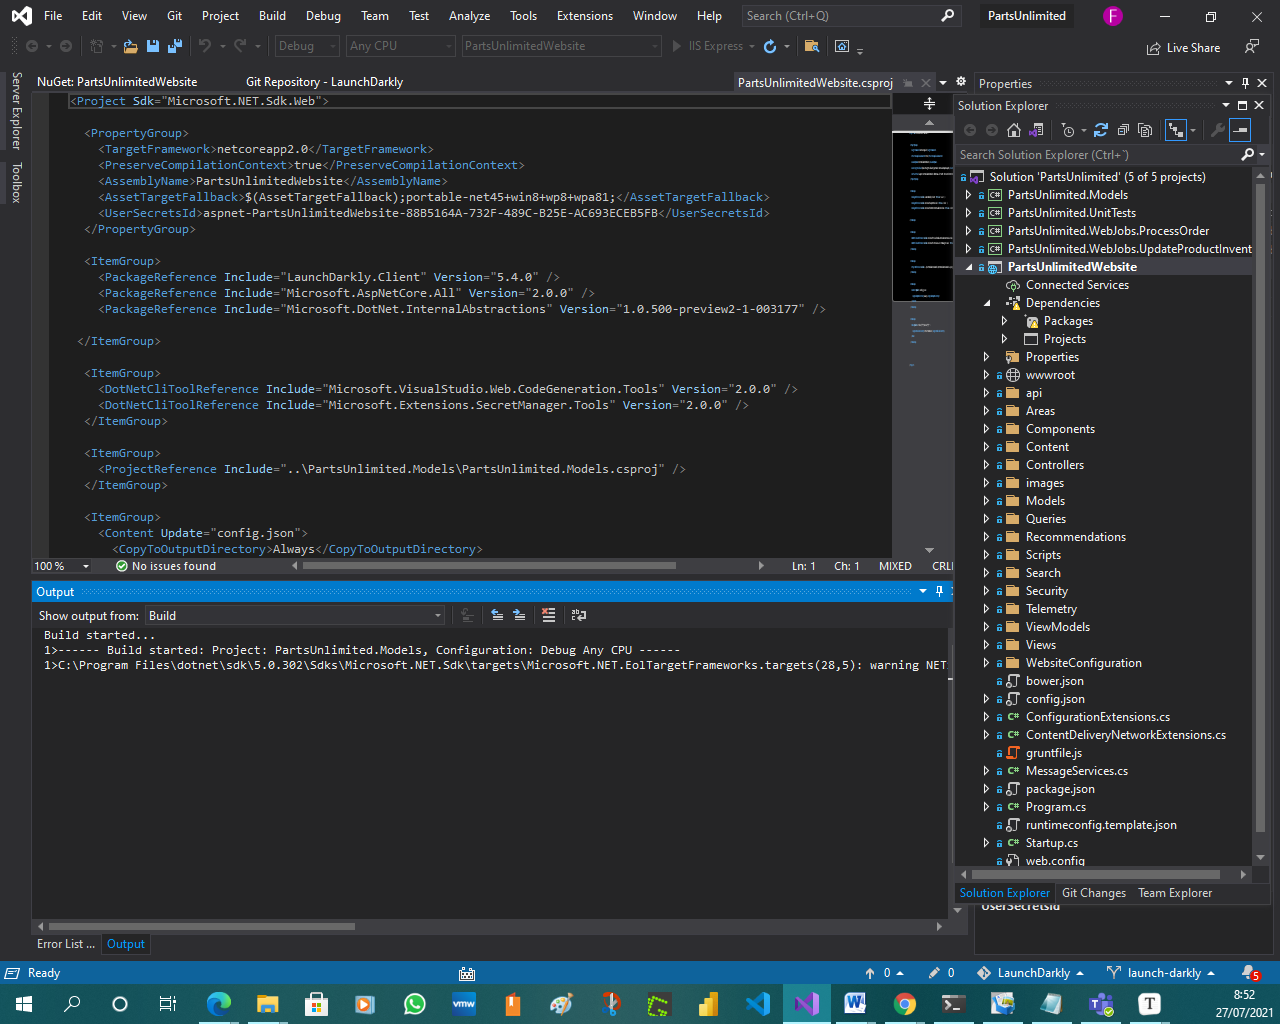 File Edit View Git Project Build Debug Team Test Analyze Tools Extensions Window Help Search (Ctrl+Q) PartsUnlimited F
Debug Any CPU PartsUnlimitedWebsite IIS Express Live Share
Server Explorer
Toolbox
NuGet: PartsUnlimitedWebsite Git Repository - LaunchDarkly PartsUnlimitedWebsite.csproj
<Project Sdk="Microsoft.NET.Sdk.Web">
<PropertyGroup>
<TargetFramework>netcoreapp2.0</TargetFramework>
<PreserveCompilationContext>true</PreserveCompilationContext>
<AssemblyName>PartsUnlimitedWebsite</AssemblyName>
<AssetTargetFallback>$(AssetTargetFallback);portable-net45+win8+wp8+wpa81;</AssetTargetFallback>
<UserSecretsId>aspnet-PartsUnlimitedWebsite-88B5164A-732F-489C-B25E-AC693ECEB5FB</UserSecretsId>
</PropertyGroup>
<ItemGroup>
<PackageReference Include="LaunchDarkly.Client" Version="5.4.0" />
<PackageReference Include="Microsoft.AspNetCore.All" Version="2.0.0" />
<PackageReference Include="Microsoft.DotNet.InternalAbstractions" Version="1.0.500-preview2-1-003177" />
</ItemGroup>
<ItemGroup>
<DotNetCliToolReference Include="Microsoft.VisualStudio.Web.CodeGeneration.Tools" Version="2.0.0" />
<DotNetCliToolReference Include="Microsoft.Extensions.SecretManager.Tools" Version="2.0.0" />
</ItemGroup>
<ItemGroup>
<ProjectReference Include="..\PartsUnlimited.Models\PartsUnlimited.Models.csproj" />
</ItemGroup>
<ItemGroup>
<Content Update="config.json">
<CopyToOutputDirectory>Always</CopyToOutputDirectory>
100 % No issues found Ln: 1 Ch: 1 MIXED CRLF
Output
Show output from: Build
Build started...
1>------ Build started: Project: PartsUnlimited.Models, Configuration: Debug Any CPU ------
1>C:\Program Files\dotnet\sdk\5.0.302\Sdks\Microsoft.NET.Sdk\targets\Microsoft.NET.EolTargetFrameworks.targets(28,5): warning NET
Error List ... Output
Properties
Solution Explorer
Search Solution Explorer (Ctrl+¨)
Solution 'PartsUnlimited' (5 of 5 projects)
PartsUnlimited.Models
PartsUnlimited.UnitTests
PartsUnlimited.WebJobs.ProcessOrder
PartsUnlimited.WebJobs.UpdateProductInvent
PartsUnlimitedWebsite
Connected Services
Dependencies
Packages
Projects
Properties
wwwroot
api
Areas
Components
Content
Controllers
images
Models
Queries
Recommendations
Scripts
Search
Security
Telemetry
ViewModels
Views
WebsiteConfiguration
bower.json
config.json
ConfigurationExtensions.cs
ContentDeliveryNetworkExtensions.cs
gruntfile.js
MessageServices.cs
package.json
Program.cs
runtimeconfig.template.json
Startup.cs
web.config
Solution Explorer Git Changes Team Explorer
UserSecretsId
Ready 0 0 LaunchDarkly launch-darkly 5
vmw T 8:52
27/07/2021